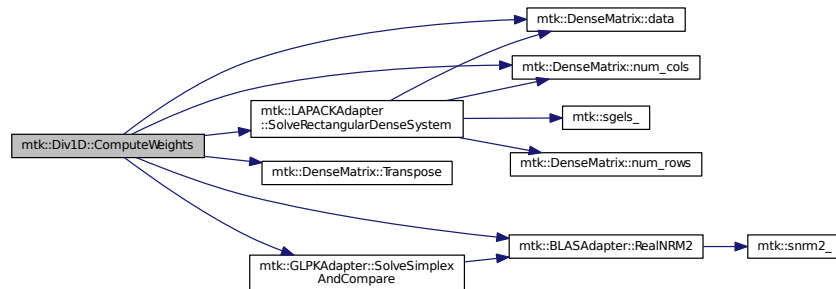 mtk::DenseMatrix::data
mtk::DenseMatrix::num_cols
mtk::LAPACKAdapter
::SolveRectangularDenseSystem
mtk::sgels_
mtk::Div1D::ComputeWeights
mtk::DenseMatrix::num_rows
mtk::DenseMatrix::Transpose
mtk::BLASAdapter::RealNRM2
mtk::snrm2_
mtk::GLPKAdapter::SolveSimplex
AndCompare